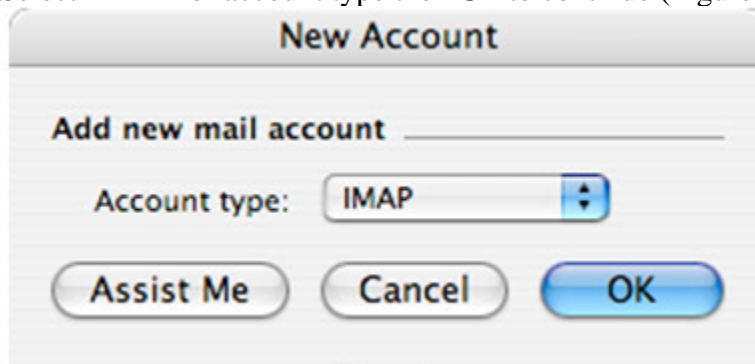 New Account
Add new mail account
Account type: IMAP
Assist Me Cancel OK